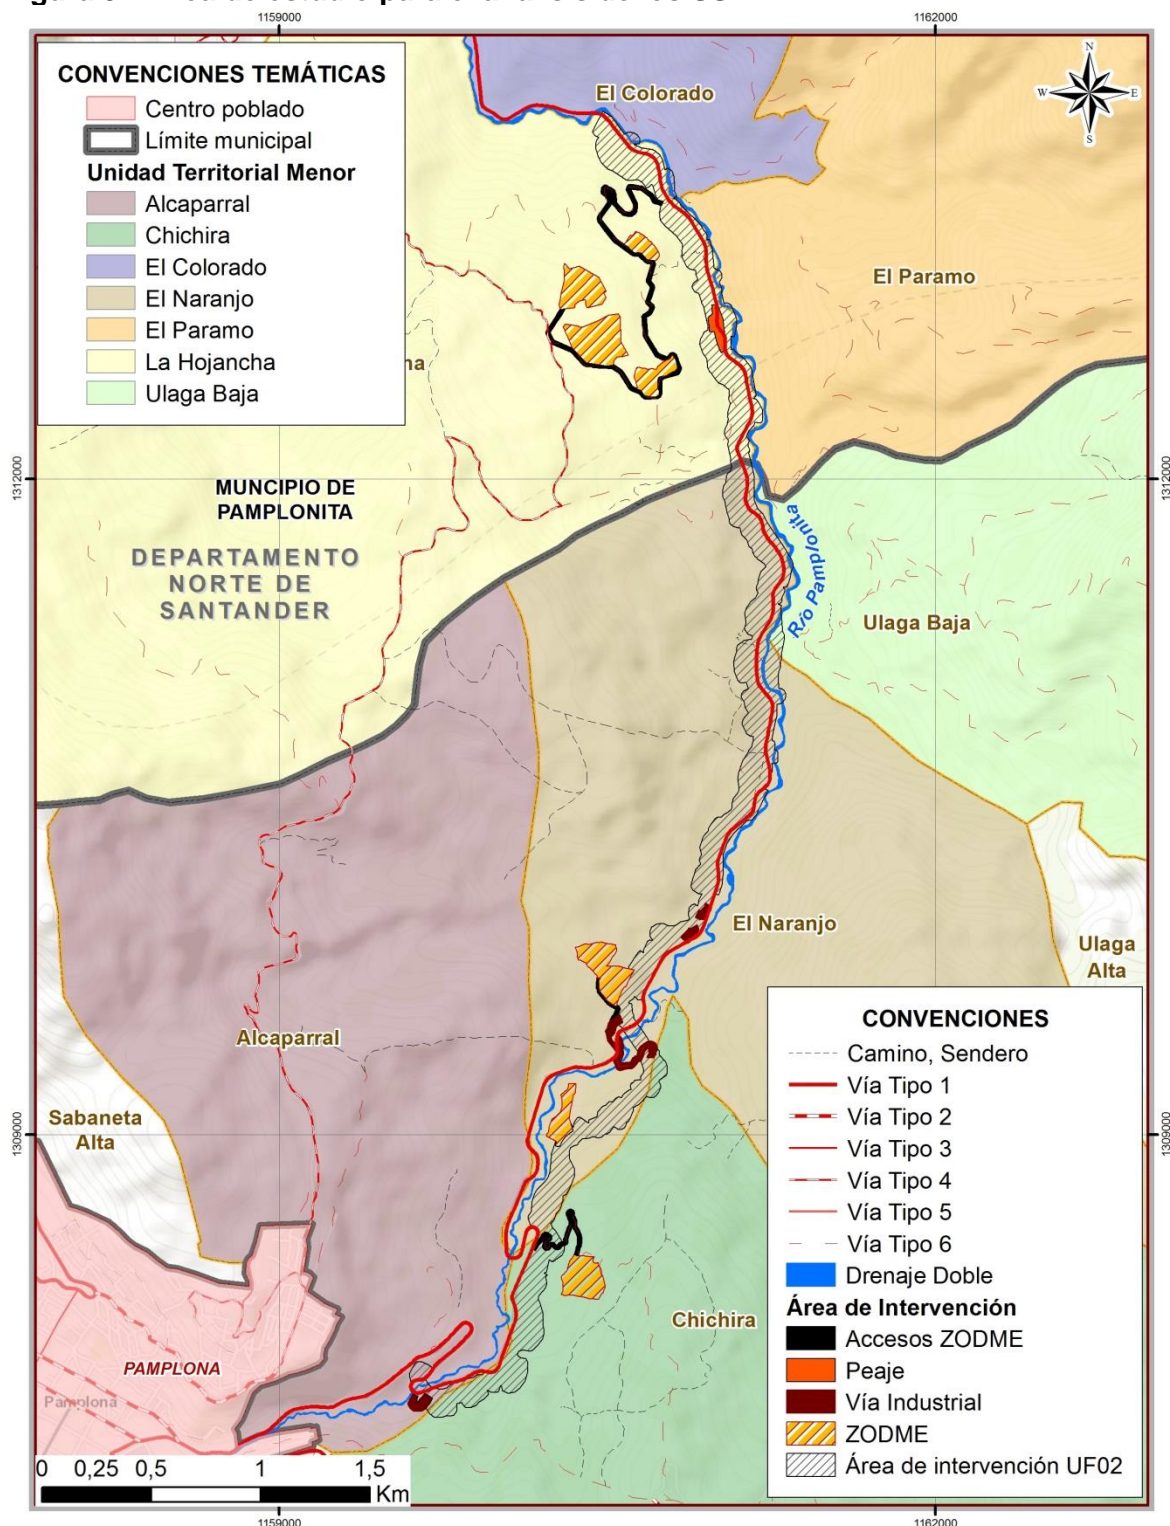 1159000
1162000
CONVENCIONES TEMÁTICAS
Centro poblado
Límite municipal
Unidad Territorial Menor
Alcaparral
Chichira
El Colorado
El Naranjo
El Paramo
La Hojancha
Ulaga Baja
El Colorado
N
W
E
S
El Paramo
na
1312000
1312000
MUNCIPIO DE
PAMPLONITA
DEPARTAMENTO
NORTE DE
SANTANDER
Río Pamplonita
Ulaga Baja
El Naranjo
Ulaga
Alta
Alcaparral
Sabaneta
Alta
1309000
1309000
Chichira
PAMPLONA
Pamplona
CONVENCIONES
Camino, Sendero
Vía Tipo 1
Vía Tipo 2
Vía Tipo 3
Vía Tipo 4
Vía Tipo 5
Vía Tipo 6
Drenaje Doble
Área de Intervención
Accesos ZODME
Peaje
Vía Industrial
ZODME
Área de intervención UF02
0 0,25 0,5 1 1,5
Km
1159000
1162000